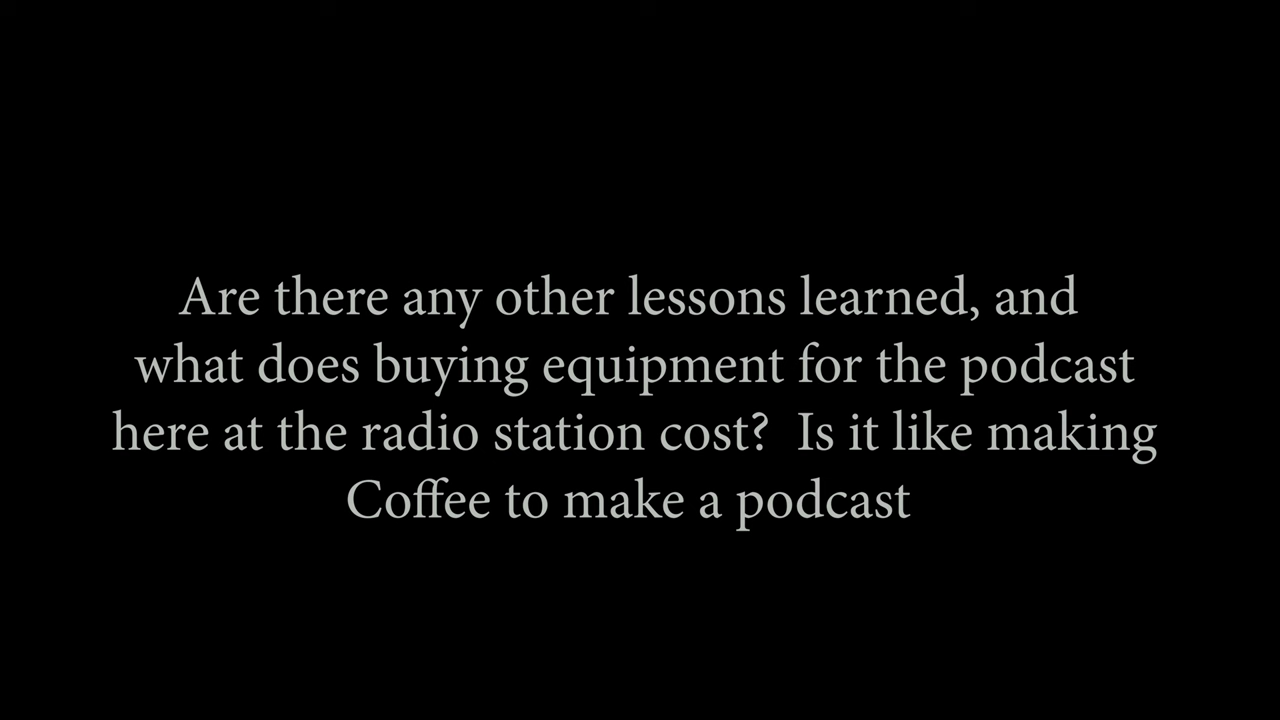 Are there any other lessons learned, and
what does buying equipment for the podcast
here at the radio station cost?  Is it like making
Coffee to make a podcast